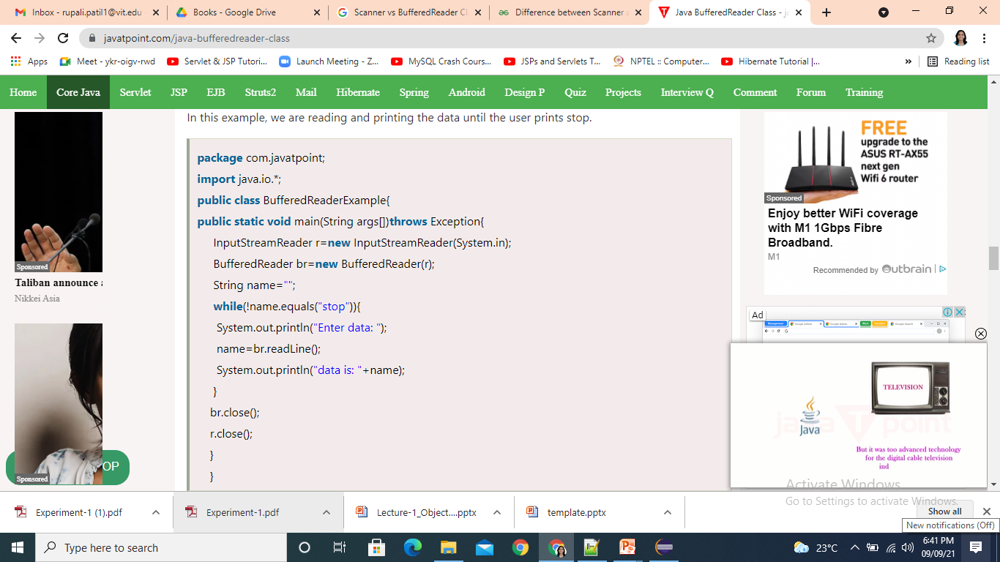 Inbox - rupali.patil1@vit.edu
Books - Google Drive
Scanner vs BufferedReader Cl
Difference between Scanner a
Java BufferedReader Class - ja
javatpoint.com/java-bufferedreader-class
Apps
Meet - ykr-oigv-rwd
Servlet & JSP Tutori...
Launch Meeting - Z...
MySQL Crash Cours...
JSPs and Servlets T...
NPTEL :: Computer...
Hibernate Tutorial |...
»
Reading list
Home Core Java Servlet JSP EJB Struts2 Mail Hibernate Spring Android Design P Quiz Projects Interview Q Comment Forum Training
In this example, we are reading and printing the data until the user prints stop.
package com.javatpoint;
import java.io.*;
public class BufferedReaderExample{
public static void main(String args[])throws Exception{
InputStreamReader r=new InputStreamReader(System.in);
BufferedReader br=new BufferedReader(r);
String name="";
while(!name.equals("stop")){
System.out.println("Enter data: ");
name=br.readLine();
System.out.println("data is: "+name);
}
br.close();
r.close();
}
}
Sponsored
Taliban announce a
Nikkei Asia
OP
Sponsored
FREE
upgrade to the
ASUS RT-AX55
next gen
Wifi 6 router
Sponsored
Enjoy better WiFi coverage
with M1 1Gbps Fibre
Broadband.
M1
Recommended by Outbrain
Ad
TELEVISION
Java
java T point
But it was too advanced technology
for the digital cable television
ind
Activate Windows
Go to Settings to activate Windows.
Experiment-1 (1).pdf
Experiment-1.pdf
Lecture-1_Object....pptx
template.pptx
Show all
New notifications (Off)
Type here to search
23°C
6:41 PM
09/09/21